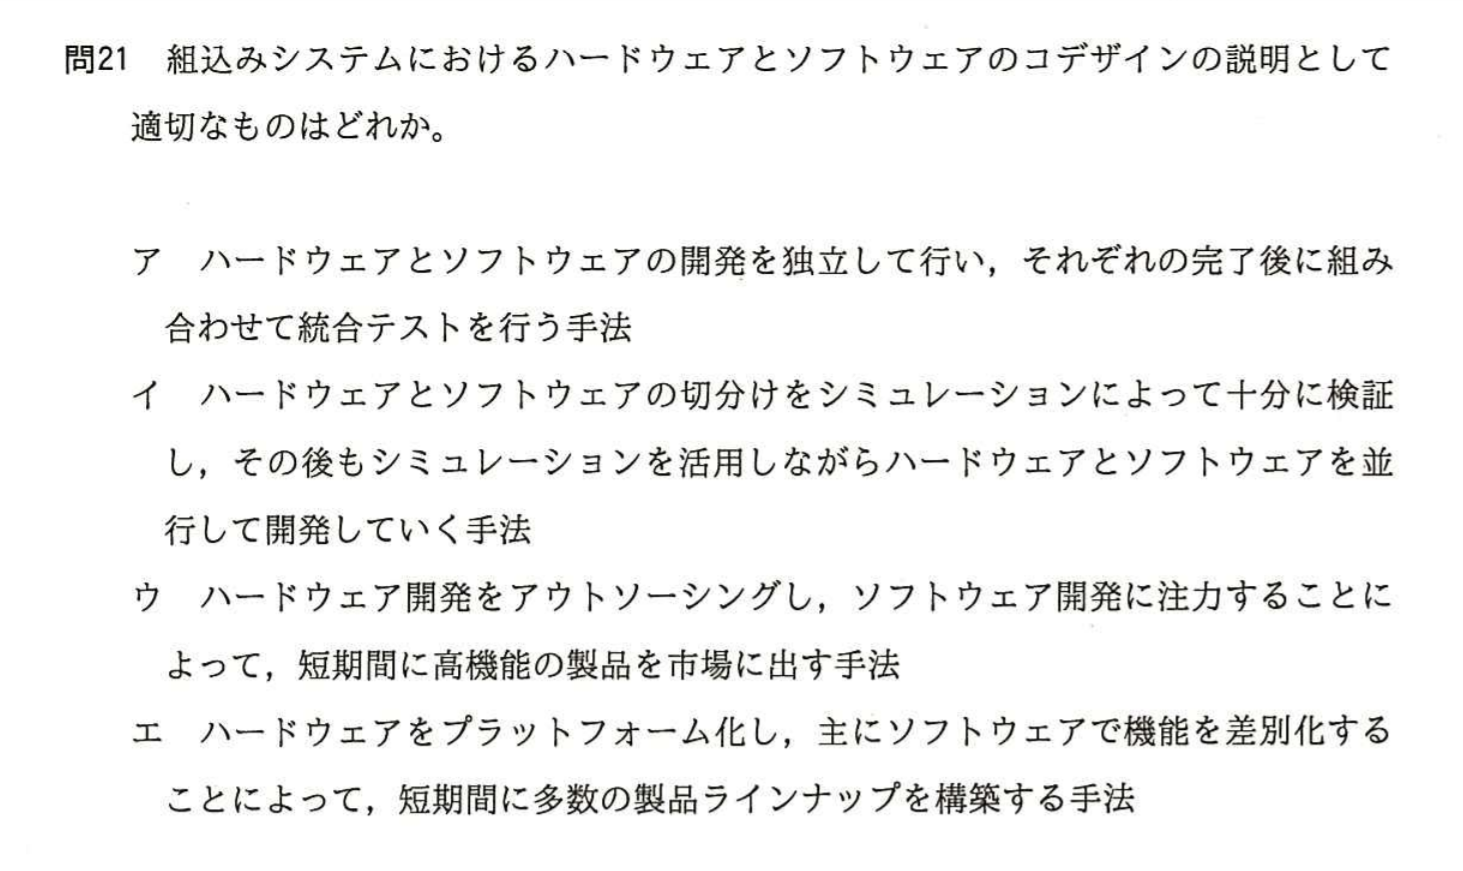 問21 組込みシステムにおけるハードウェアとソフトウェアのコデザインの説明として
適切なものはどれか。
ア ハードウェアとソフトウェアの開発を独立して行い，それぞれの完了後に組み
合わせて統合テストを行う手法
イ ハードウェアとソフトウェアの切分けをシミュレーションによって十分に検証
し，その後もシミュレーションを活用しながらハードウェアとソフトウェアを並
行して開発していく手法
ウ ハードウェア開発をアウトソーシングし，ソフトウェア開発に注力することに
よって，短期間に高機能の製品を市場に出す手法
エ ハードウェアをプラットフォーム化し，主にソフトウェアで機能を差別化する
ことによって，短期間に多数の製品ラインナップを構築する手法